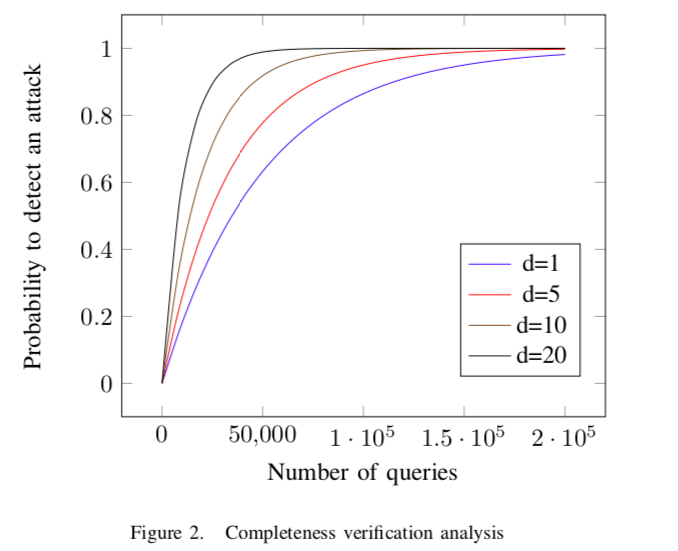 Probability to detect an attack
1
0.8
0.6
0.4
0.2
0
d=1
d=5
d=10
d=20
0 50,000 1 · 10⁵ 1.5 · 10⁵ 2 · 10⁵
Number of queries
Figure 2. Completeness verification analysis